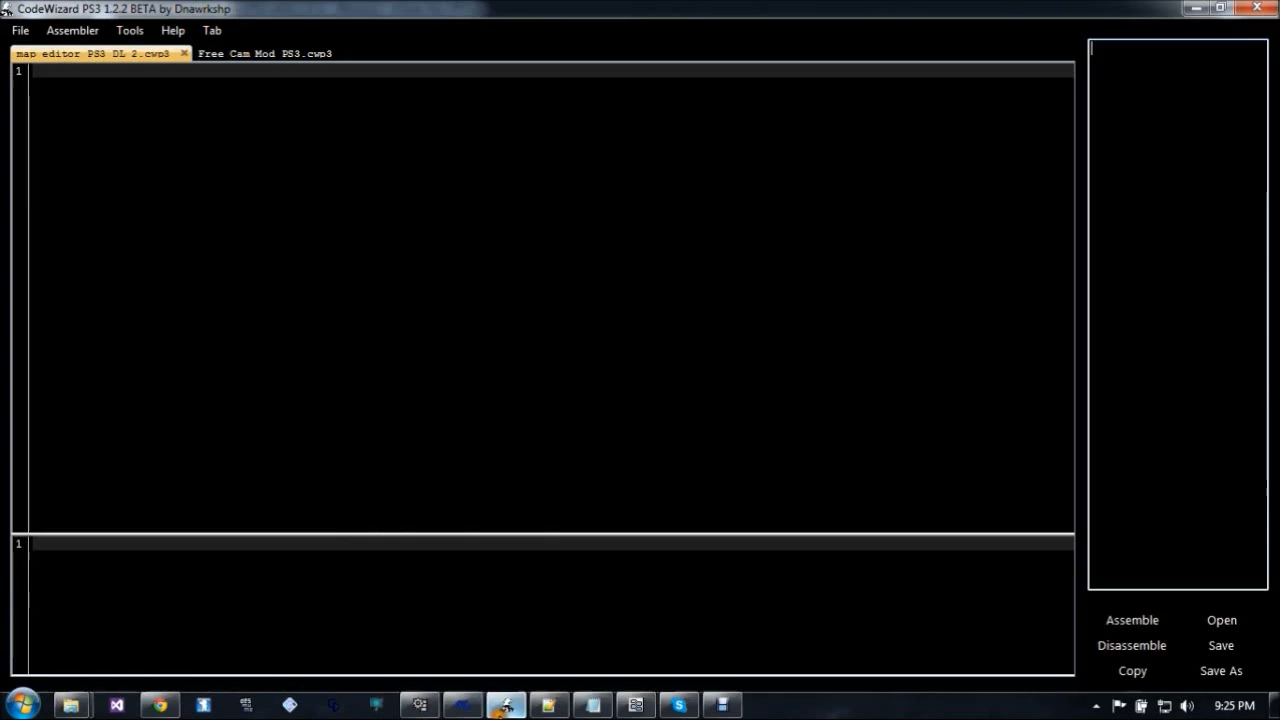 CodeWizard PS3 1.2.2 BETA by Dnawrkshp
File Assembler Tools Help Tab
map editor PS3 DL 2.cwp3 Free Cam Mod PS3.cwp3
1
1
Assemble Open
Disassemble Save
Copy Save As
9:25 PM